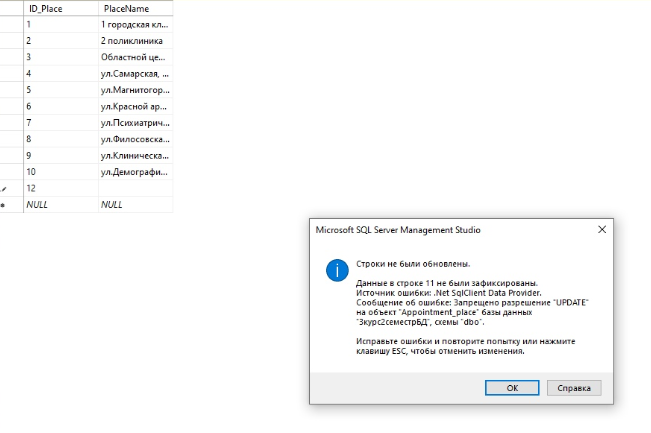 ID_Place PlaceName
1 1 городская кл...
2 2 поликлиника
3 Областной це...
4 ул.Самарская, ...
5 ул.Магнитогор...
6 ул.Красной ар...
7 ул.Психиатрич...
8 ул.Филосовска...
9 ул.Клиническа...
10 ул.Демографи...
12
NULL NULL
Microsoft SQL Server Management Studio
Строки не были обновлены.
Данные в строке 11 не были зафиксированы.
Источник ошибки: .Net SqlClient Data Provider.
Сообщение об ошибке: Запрещено разрешение "UPDATE"
на объект "Appointment_place" базы данных
"3курс2семестрБД", схемы "dbo".
Исправьте ошибки и повторите попытку или нажмите
клавишу ESC, чтобы отменить изменения.
OK Справка